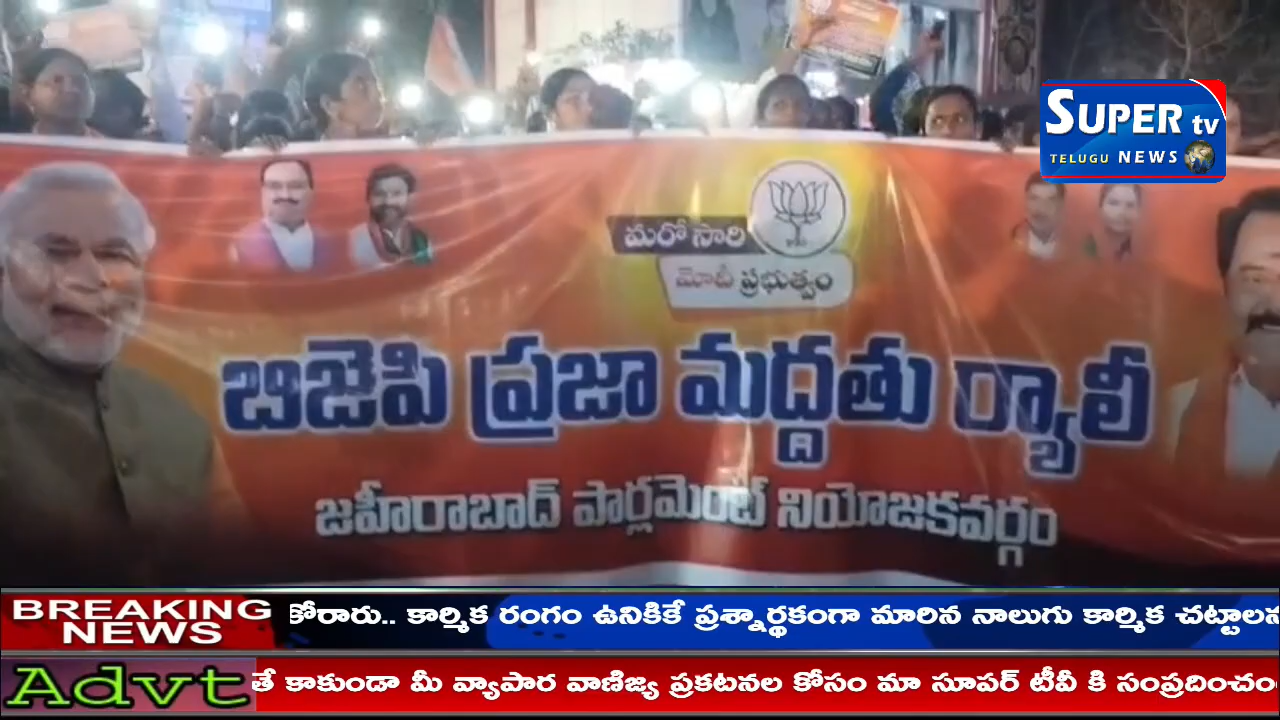 SUPER tv
TELUGU NEWS
మరో సారి
మోదీ ప్రభుత్వం
బిజెపి ప్రజా మద్దతు ర్యాలీ
జహీరాబాద్ పార్లమెంట్ నియోజకవర్గం
BREAKING NEWS
కోరారు.. కార్మిక రంగం ఉనికికే ప్రశ్నార్థకంగా మారిన నాలుగు కార్మిక చట్టాలన
Advt
తే కాకుండా మీ వ్యాపార వాణిజ్య ప్రకటనల కోసం మా సూపర్ టీవీ కి సంప్రదించం